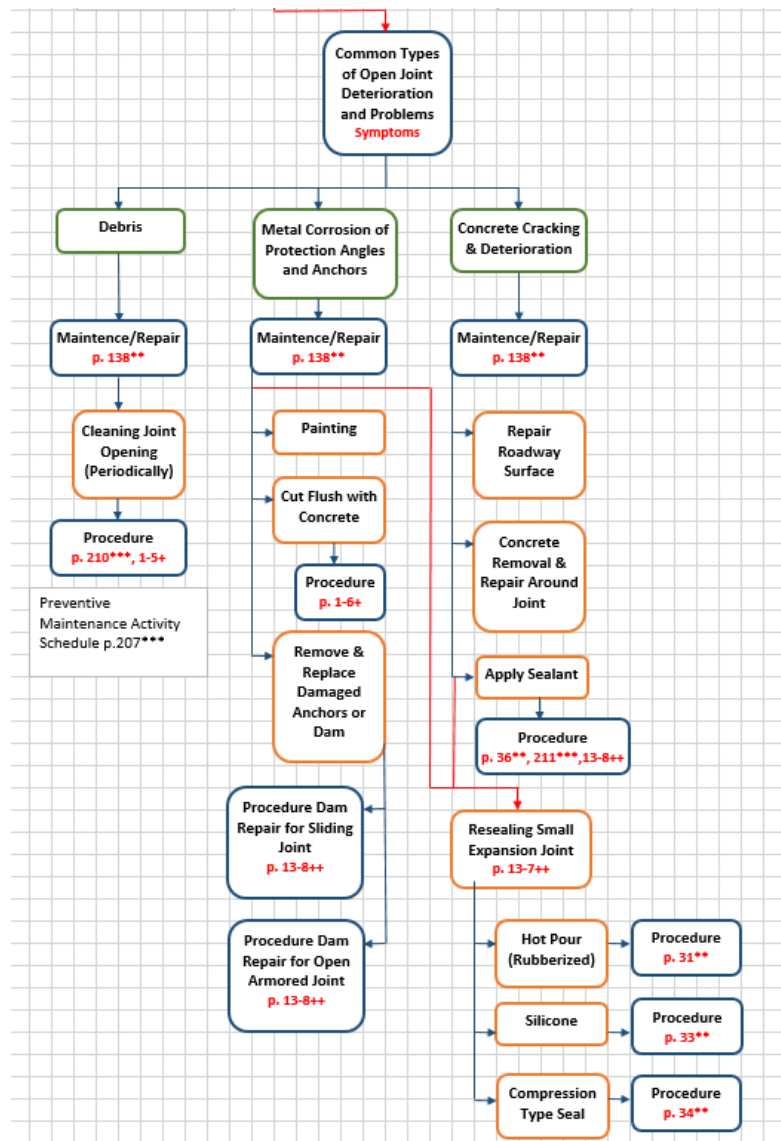 Common Types
of Open Joint
Deterioration
and Problems
Symptoms
Debris
Metal Corrosion of
Protection Angles
and Anchors
Concrete Cracking
& Deterioration
Maintence/Repair
p. 138**
Maintence/Repair
p. 138**
Maintence/Repair
p. 138**
Cleaning Joint
Opening
(Periodically)
Procedure
p. 210***, 1-5+
Preventive
Maintenance Activity
Schedule p.207***
Painting
Cut Flush with
Concrete
Procedure
p. 1-6+
Remove &
Replace
Damaged
Anchors or
Dam
Procedure Dam
Repair for Sliding
Joint
p. 13-8++
Procedure Dam
Repair for Open
Armored Joint
p. 13-8++
Repair
Roadway
Surface
Concrete
Removal &
Repair Around
Joint
Apply Sealant
Procedure
p. 36**, 211***,13-8++
Resealing Small
Expansion Joint
p. 13-7++
Hot Pour
(Rubberized)
Procedure
p. 31**
Silicone
Procedure
p. 33**
Compression
Type Seal
Procedure
p. 34**